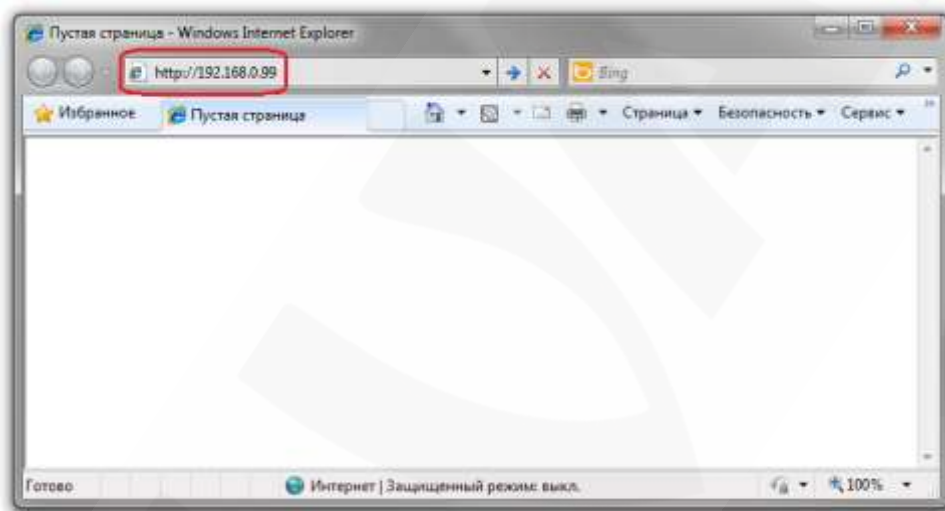 Пустая страница - Windows Internet Explorer
http://192.168.0.99
Bing
Избранное
Пустая страница
Страница
Безопасность
Сервис
Готово
Интернет | Защищенный режим: выкл.
100%